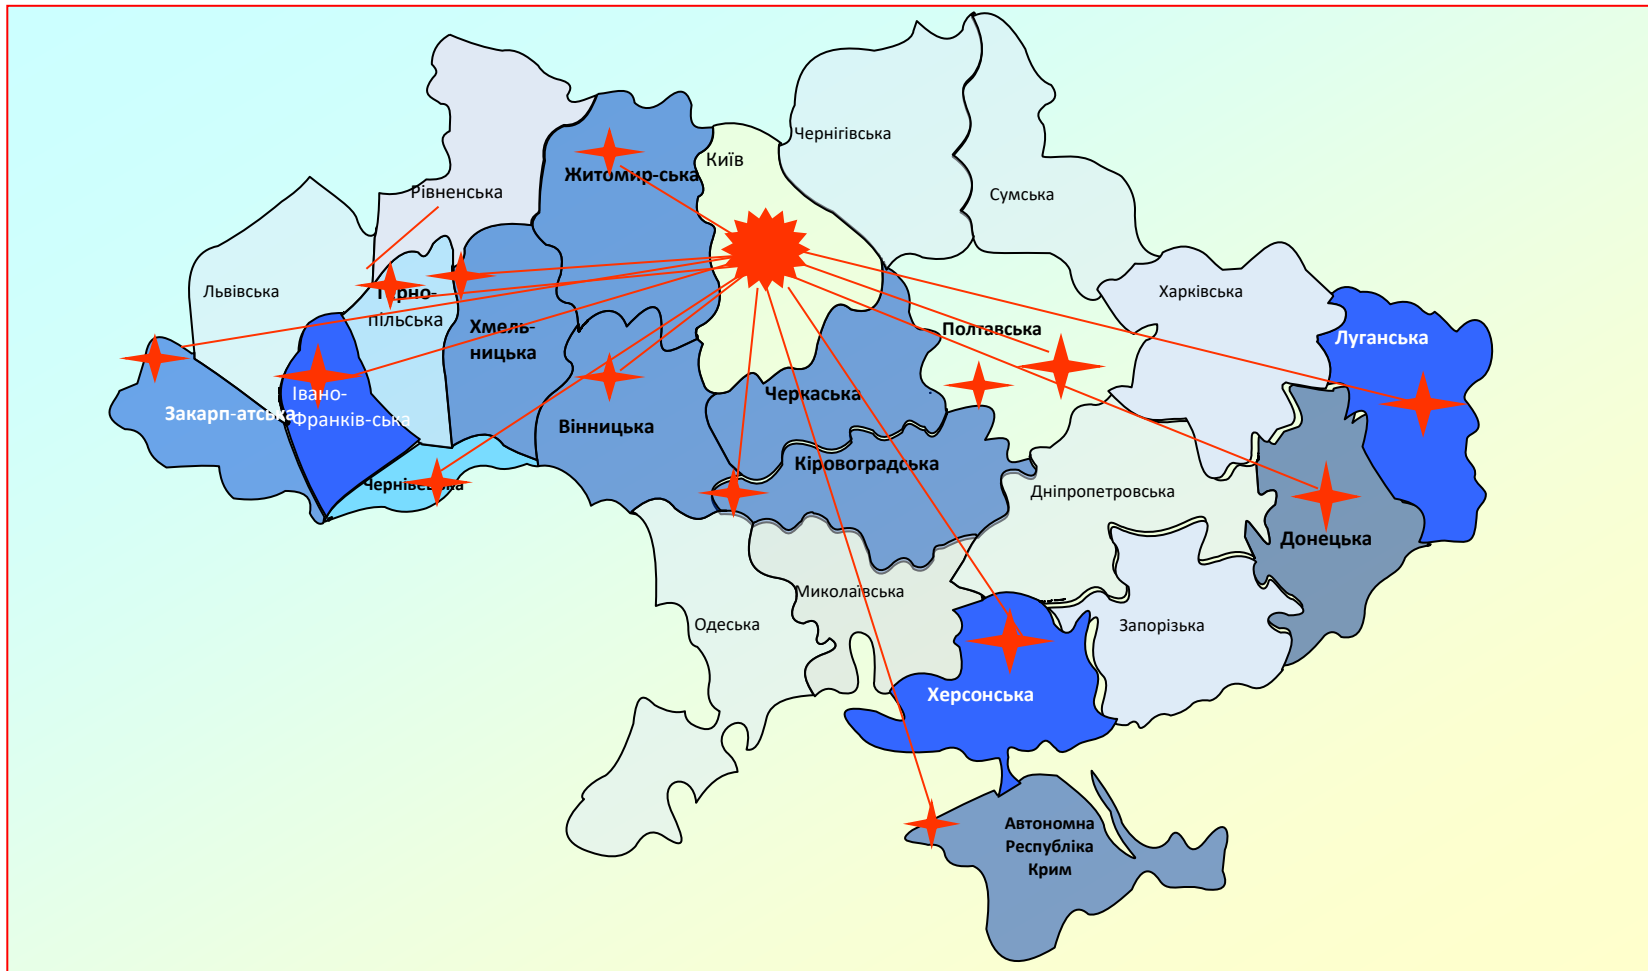 Чернігівська
Київ
Житомир-ська
Рівненська
Сумська
Львівська
Терно-
пільська
Харківська
Хмель-
ницька
Полтавська
Луганська
Івано-
Франків-ська
Закарп-атська
Черкаська
Вінницька
Кіровоградська
Чернівецька
Дніпропетровська
Донецька
Миколаївська
Одеська
Запорізька
Херсонська
Автономна
Республіка
Крим